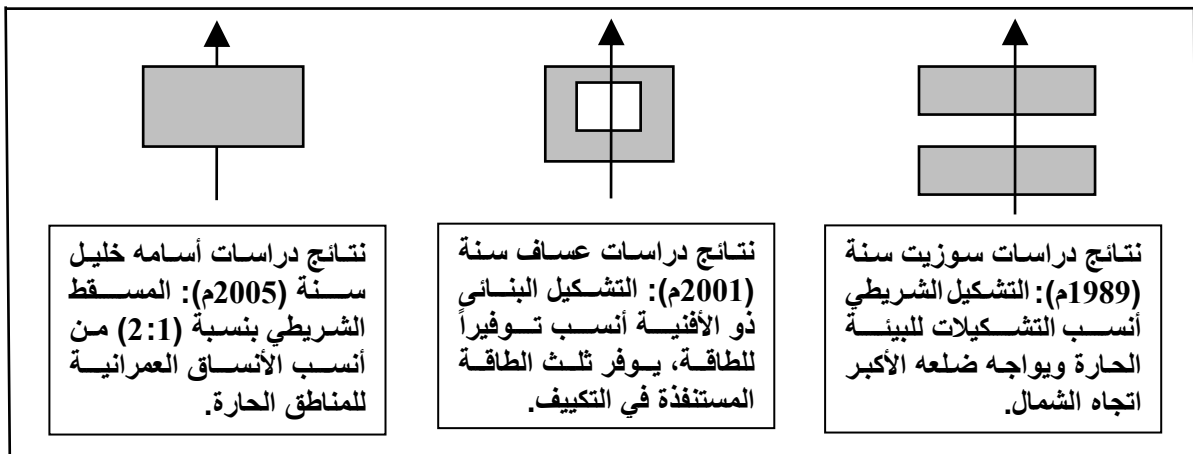 نتائج دراسات سوزيت سنة
(1989م): التشكيل الشريطي
أنسب التشكيلات للبيئة
الحارة ويواجه ضلعه الأكبر
اتجاه الشمال.
نتائج دراسات عساف سنة
(2001م): التشكيل البنائى
ذو الأفنية أنسب توفيراً
للطاقة، يوفر ثلث الطاقة
المستنفذة في التكييف.
نتائج دراسات أسامه خليل
سنة (2005م): المسقط
الشريطي بنسبة (2:1) من
أنسب الأنساق العمرانية
للمناطق الحارة.